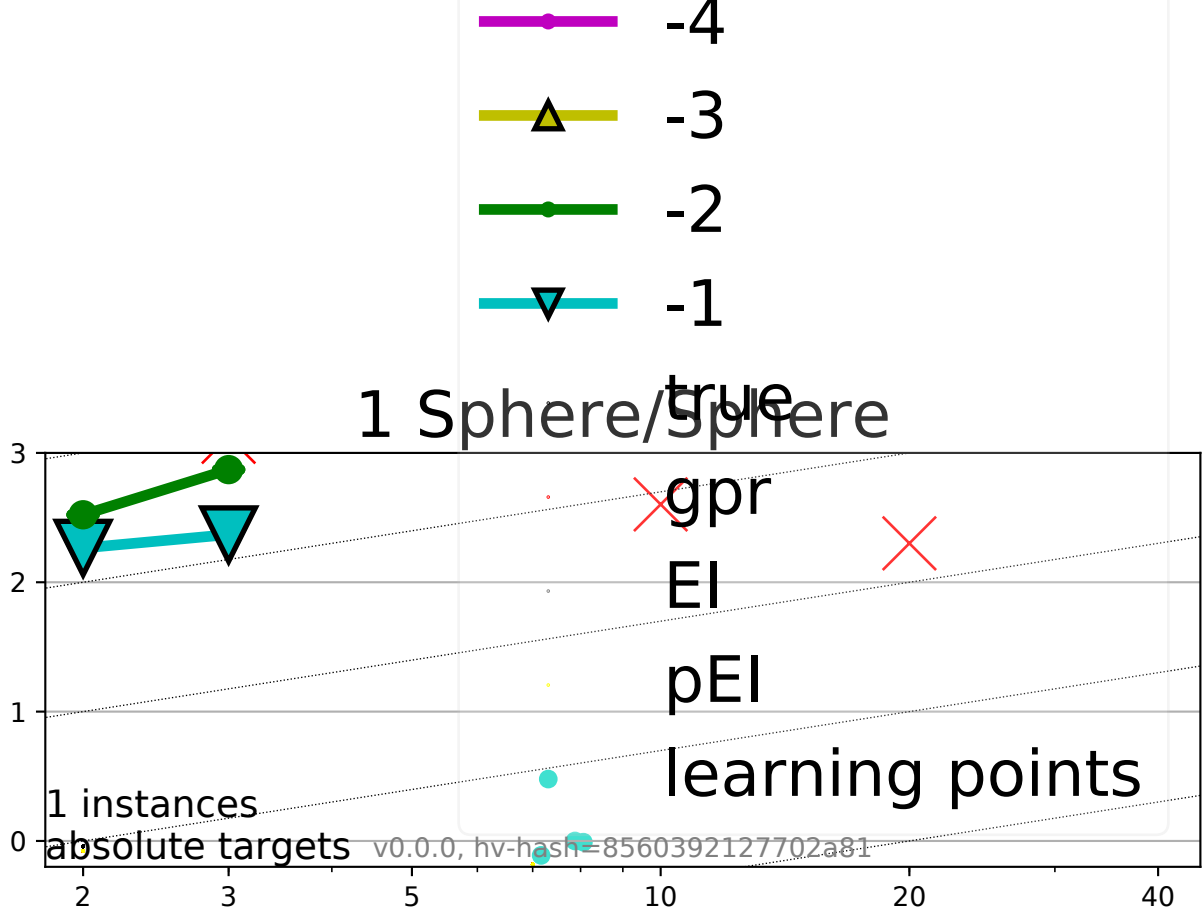 -4
-3
-2
-1
true
1 Sphere/Sphere
gpr
EI
pEI
learning points
3
2
1
0
1 instances
absolute targets
v0.0.0, hv-hash=8560392127702a81
2 3 5 10 20 40